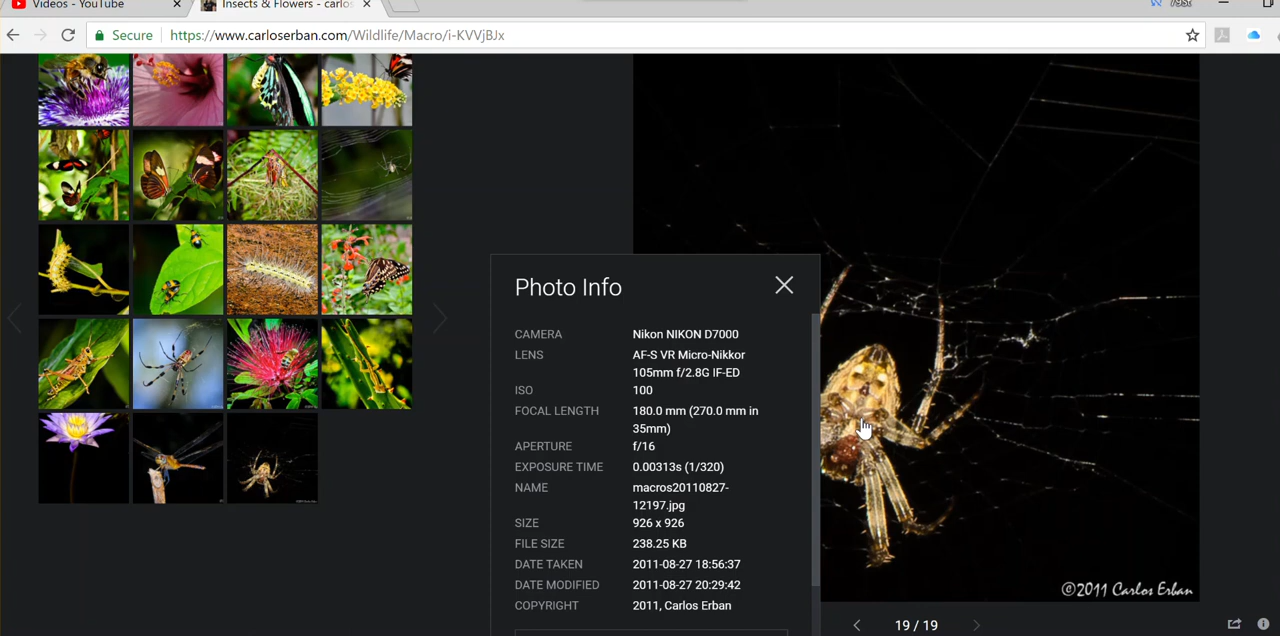 Videos - YouTube
Insects & Flowers - carlos
Secure
https://www.carloserban.com/Wildlife/Macro/i-KVVjBJx
Photo Info
CAMERA Nikon NIKON D7000
LENS AF-S VR Micro-Nikkor
105mm f/2.8G IF-ED
ISO 100
FOCAL LENGTH 180.0 mm (270.0 mm in
35mm)
APERTURE f/16
EXPOSURE TIME 0.00313s (1/320)
NAME macros20110827-
12197.jpg
SIZE 926 x 926
FILE SIZE 238.25 KB
DATE TAKEN 2011-08-27 18:56:37
DATE MODIFIED 2011-08-27 20:29:42
COPYRIGHT 2011, Carlos Erban
©2011 Carlos Erban
19 / 19